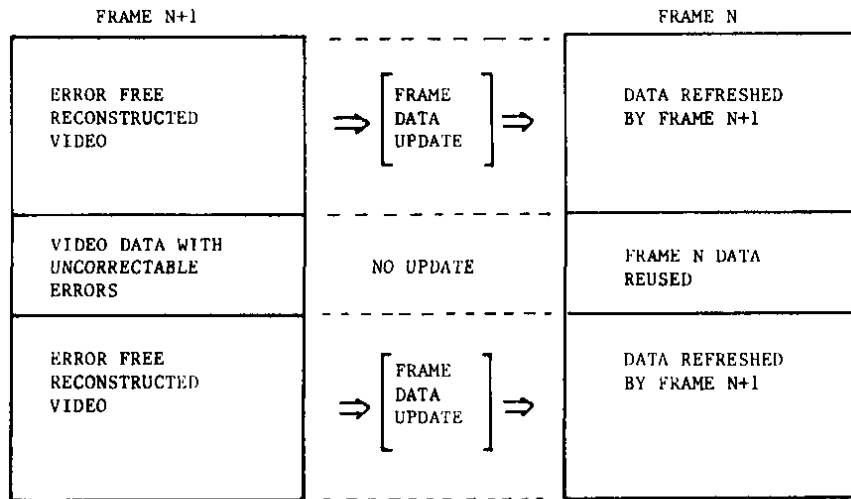 FRAME N+1
FRAME N
ERROR FREE
RECONSTRUCTED
VIDEO
FRAME
DATA
UPDATE
DATA REFRESHED
BY FRAME N+1
VIDEO DATA WITH
UNCORRECTABLE
ERRORS
NO UPDATE
FRAME N DATA
REUSED
ERROR FREE
RECONSTRUCTED
VIDEO
FRAME
DATA
UPDATE
DATA REFRESHED
BY FRAME N+1